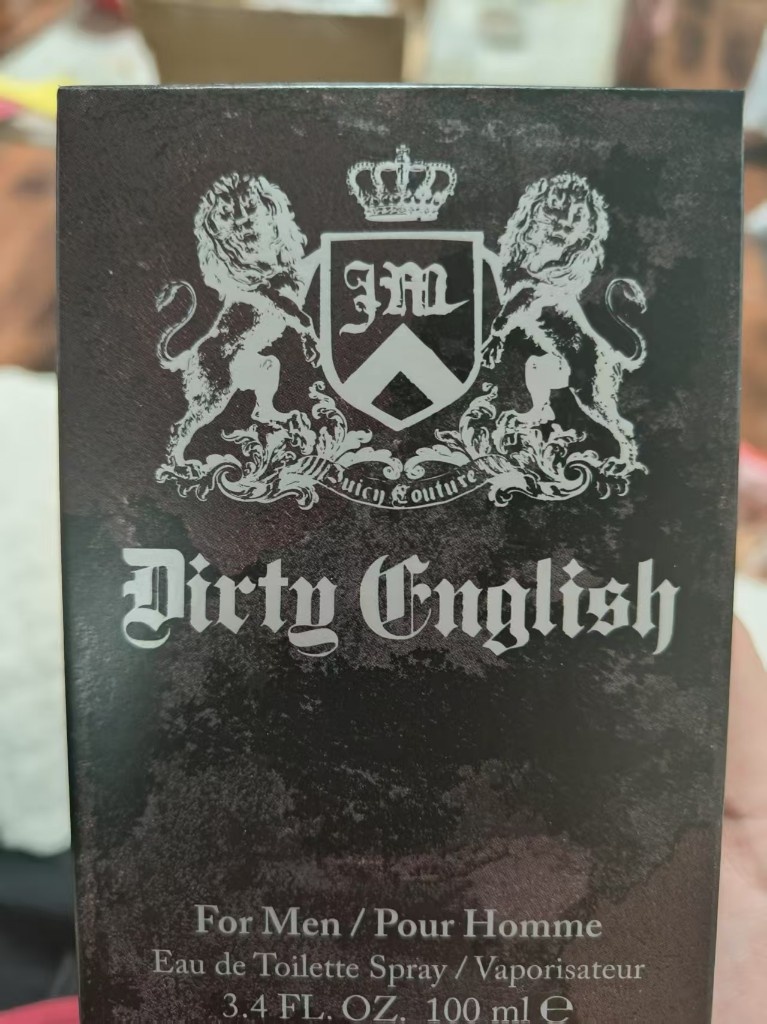 JM
Juicy Couture
Dirty English
For Men / Pour Homme
Eau de Toilette Spray / Vaporisateur
3.4 FL. OZ. 100 ml ℮